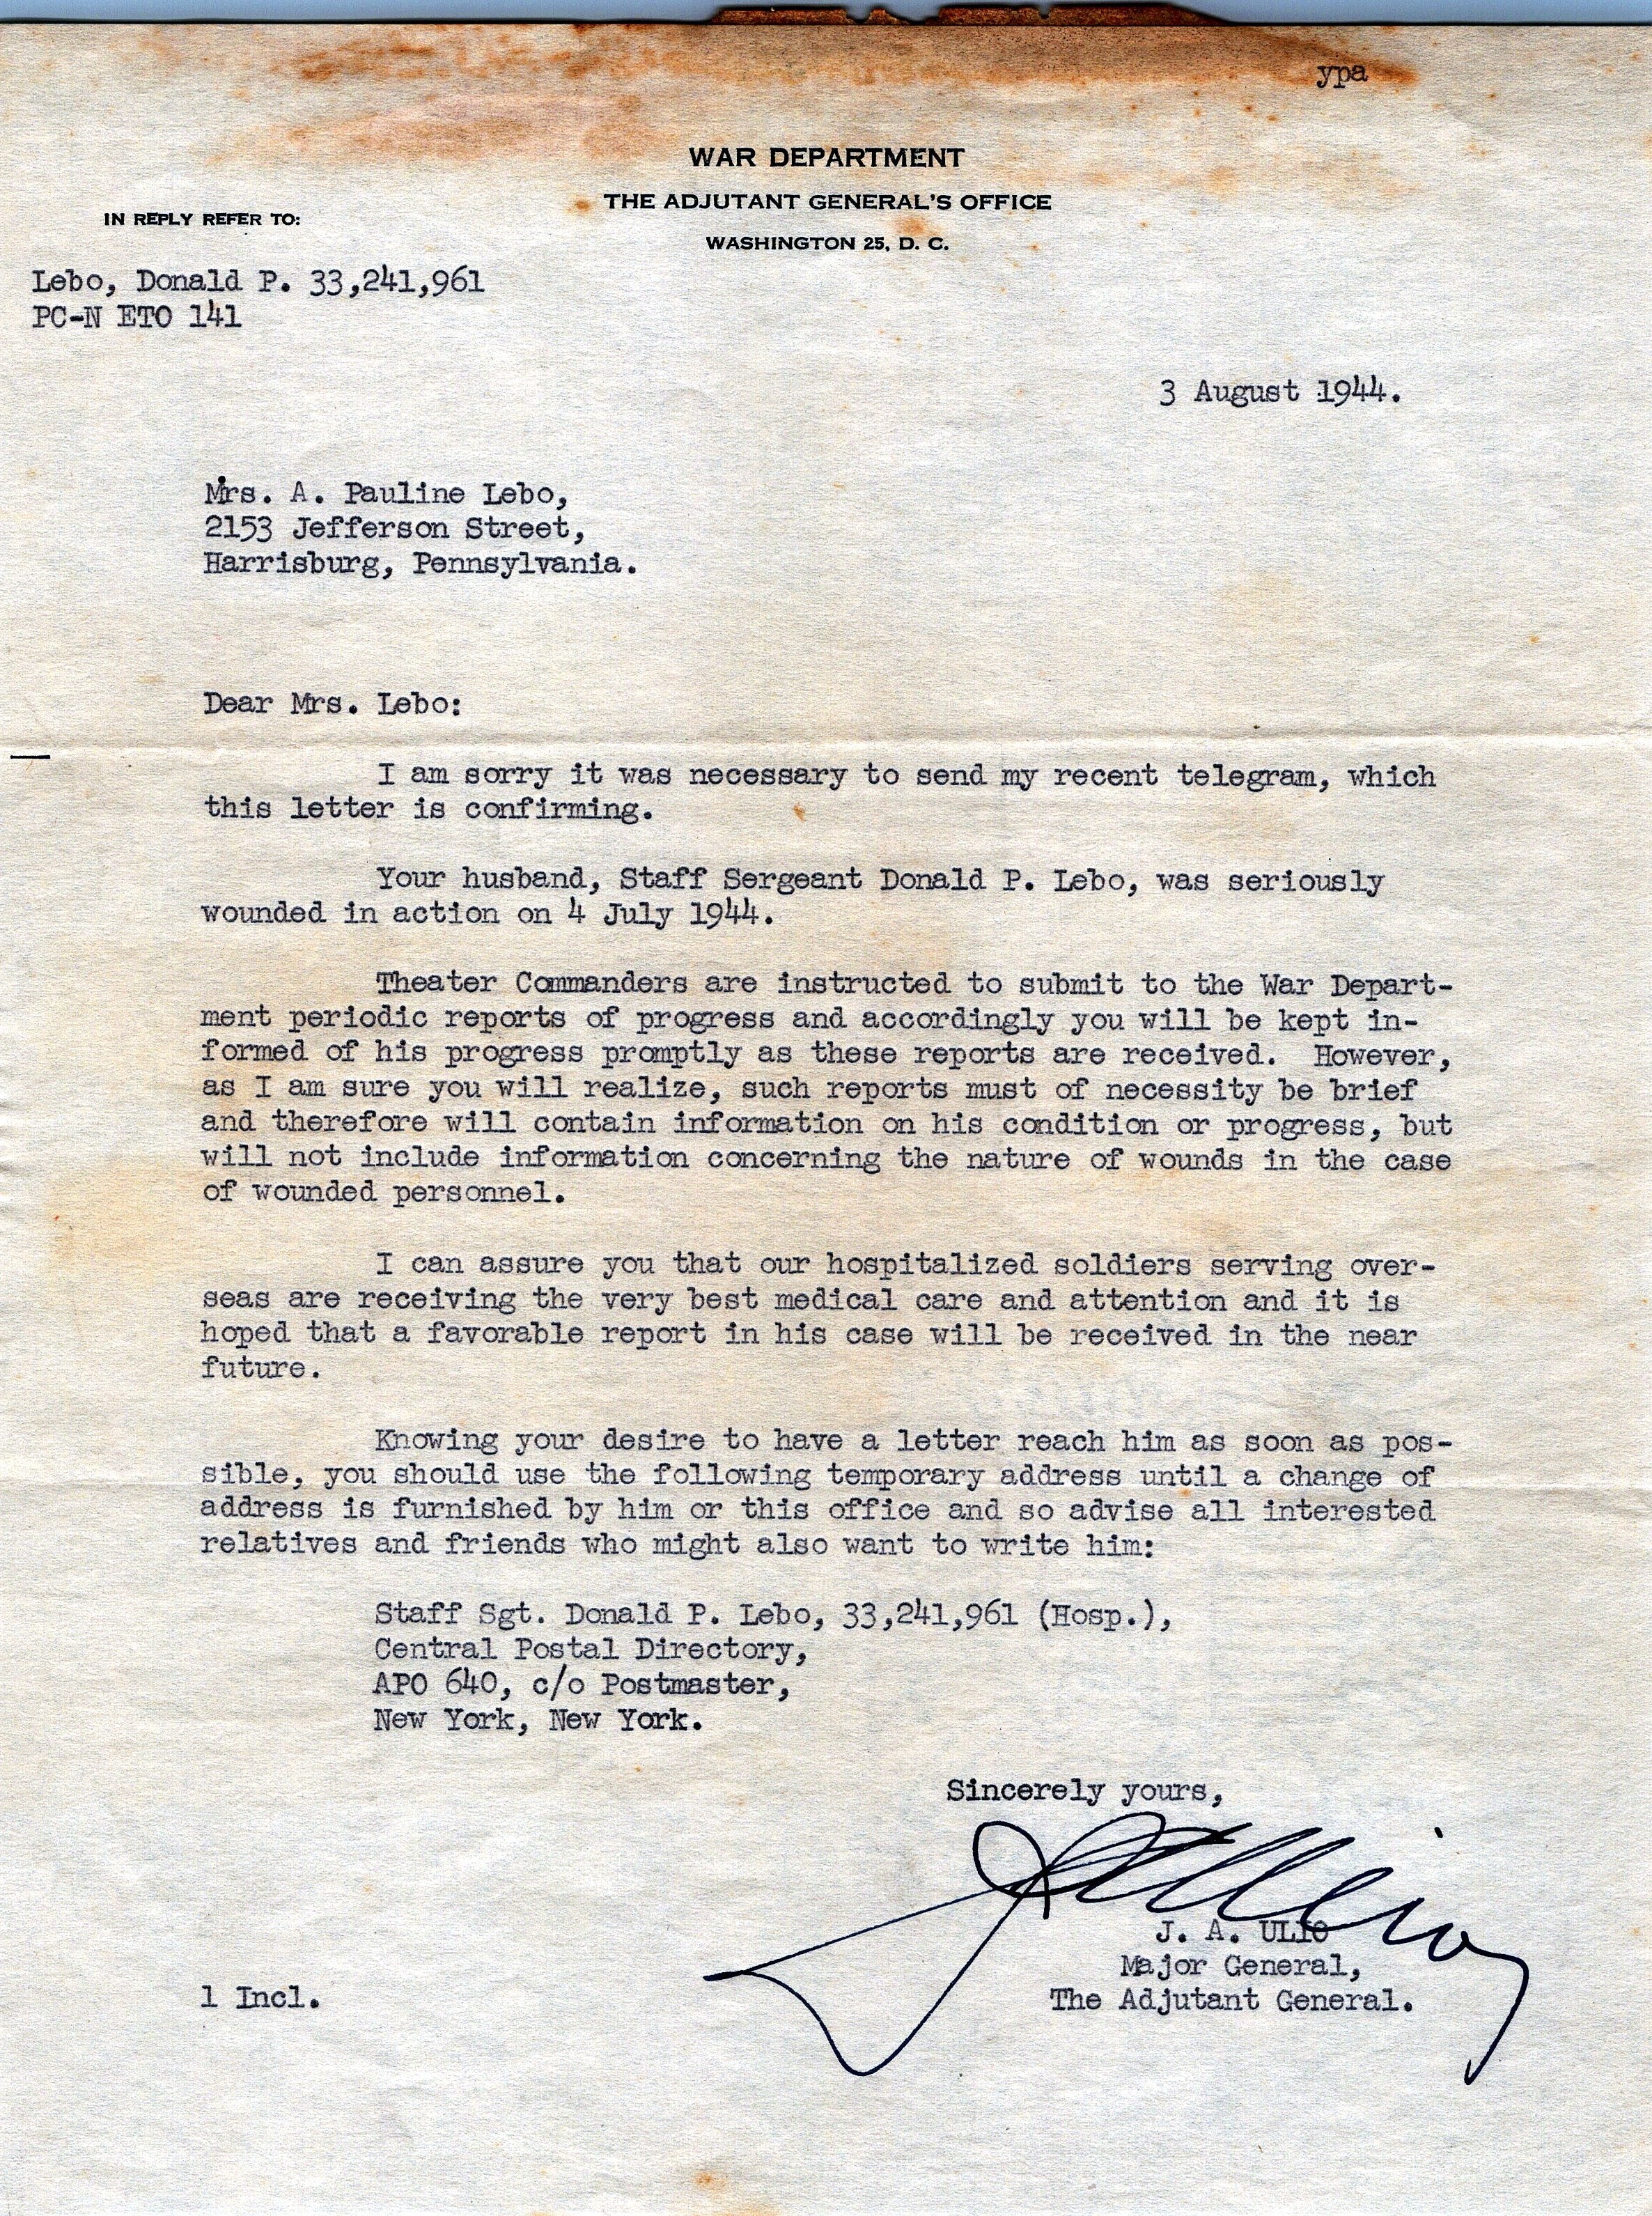 ypa
WAR DEPARTMENT
THE ADJUTANT GENERAL'S OFFICE
WASHINGTON 25, D. C.
IN REPLY REFER TO:
Lebo, Donald P. 33,241,961
PC-N ETO 141
3 August 1944.
Mrs. A. Pauline Lebo,
2153 Jefferson Street,
Harrisburg, Pennsylvania.
Dear Mrs. Lebo:
I am sorry it was necessary to send my recent telegram, which
this letter is confirming.
Your husband, Staff Sergeant Donald P. Lebo, was seriously
wounded in action on 4 July 1944.
Theater Commanders are instructed to submit to the War Depart-
ment periodic reports of progress and accordingly you will be kept in-
formed of his progress promptly as these reports are received. However,
as I am sure you will realize, such reports must of necessity be brief
and therefore will contain information on his condition or progress, but
will not include information concerning the nature of wounds in the case
of wounded personnel.
I can assure you that our hospitalized soldiers serving over-
seas are receiving the very best medical care and attention and it is
hoped that a favorable report in his case will be received in the near
future.
Knowing your desire to have a letter reach him as soon as pos-
sible, you should use the following temporary address until a change of
address is furnished by him or this office and so advise all interested
relatives and friends who might also want to write him:
Staff Sgt. Donald P. Lebo, 33,241,961 (Hosp.),
Central Postal Directory,
APO 640, c/o Postmaster,
New York, New York.
Sincerely yours,
J A Ulio
J. A. ULIO
Major General,
The Adjutant General.
1 Incl.